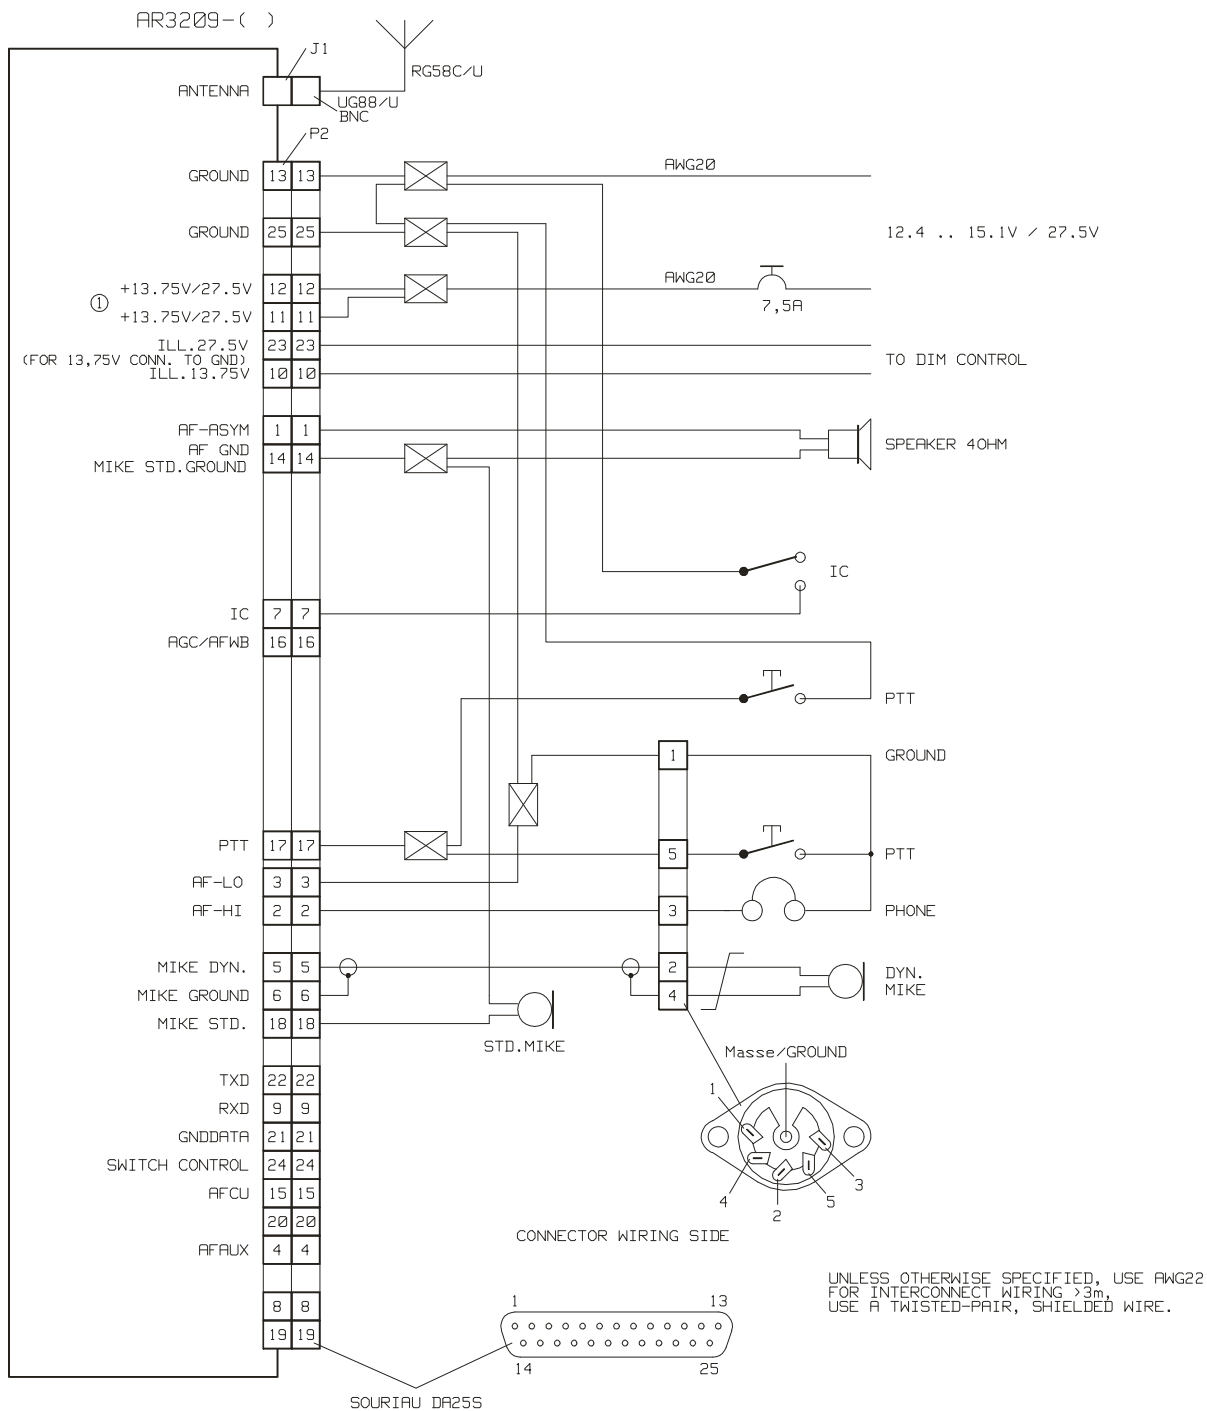 AR3209-( )
J1
ANTENNA
RG58C/U
UG88/U
BNC
P2
GROUND 13 13
AWG20
GROUND 25 25
12.4 .. 15.1V / 27.5V
1
+13.75V/27.5V 12 12
AWG20
7,5A
+13.75V/27.5V 11 11
ILL.27.5V 23 23
(FOR 13,75V CONN. TO GND)
ILL.13.75V 10 10
TO DIM CONTROL
AF-ASYM 1 1
AF GND
MIKE STD.GROUND 14 14
SPEAKER 4OHM
IC
IC 7 7
AGC/AFWB 16 16
PTT
1
GROUND
PTT 17 17
5
PTT
AF-LO 3 3
AF-HI 2 2
3
PHONE
MIKE DYN. 5 5
2
DYN.
MIKE
MIKE GROUND 6 6
4
MIKE STD. 18 18
STD.MIKE
Masse/GROUND
TXD 22 22
1
RXD 9 9
GNDDATA 21 21
SWITCH CONTROL 24 24
AFCU 15 15
3
4
5
2
20 20
CONNECTOR WIRING SIDE
AFAUX 4 4
UNLESS OTHERWISE SPECIFIED, USE AWG22
FOR INTERCONNECT WIRING >3m,
USE A TWISTED-PAIR, SHIELDED WIRE.
8 8
1 13
19 19
14 25
SOURIAU DA25S